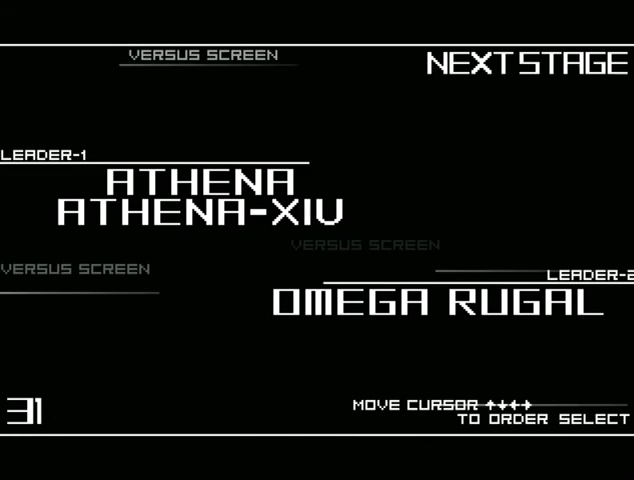 VERSUS SCREEN
NEXT STAGE
LEADER-1
ATHENA
ATHENA-XIV
VERSUS SCREEN
VERSUS SCREEN
LEADER-2
OMEGA RUGAL
31
MOVE CURSOR ↑↓←→
TO ORDER SELECT